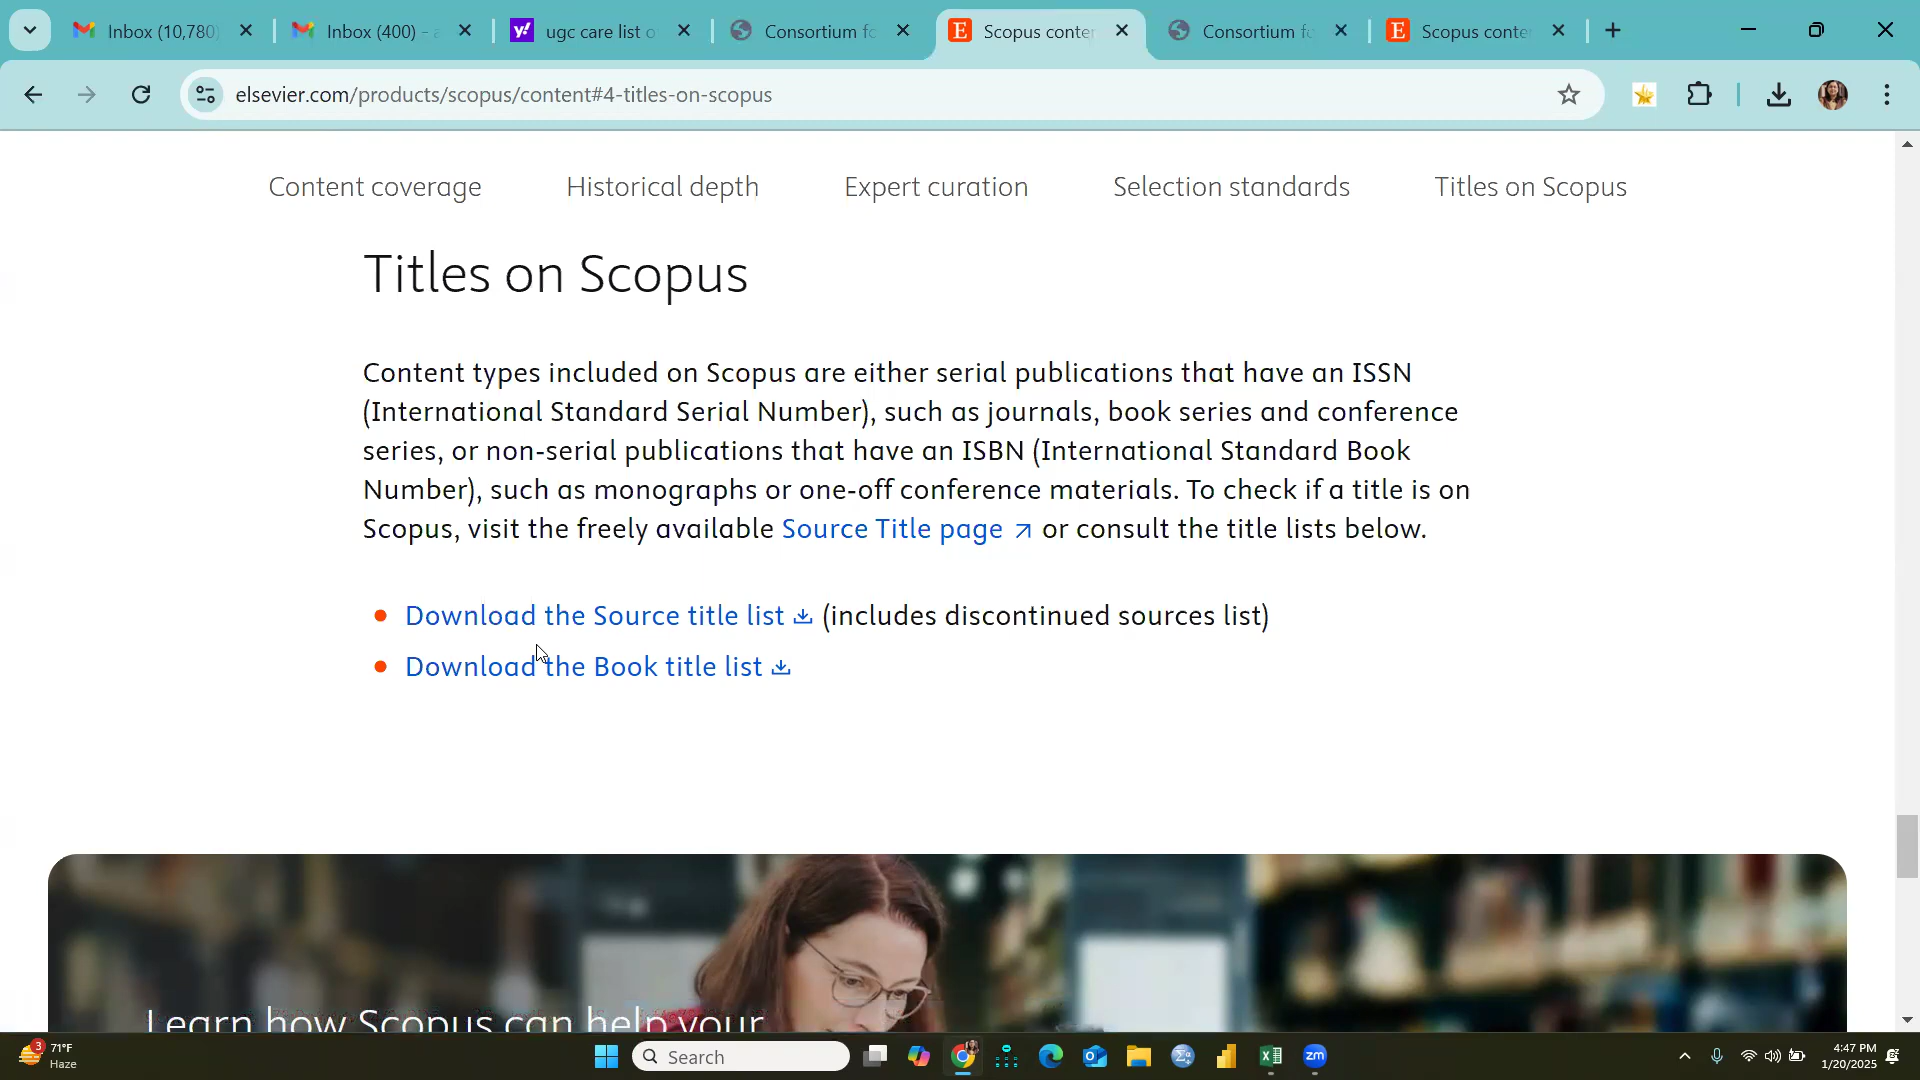 Inbox (10,780)
Inbox (400) - a
ugc care list o
Consortium fo
Scopus conter
Consortium fo
Scopus conter
elsevier.com/products/scopus/content#4-titles-on-scopus
Content coverage
Historical depth
Expert curation
Selection standards
Titles on Scopus
Titles on Scopus
Content types included on Scopus are either serial publications that have an ISSN
(International Standard Serial Number), such as journals, book series and conference
series, or non-serial publications that have an ISBN (International Standard Book
Number), such as monographs or one-off conference materials. To check if a title is on
Scopus, visit the freely available Source Title page or consult the title lists below.
Download the Source title list (includes discontinued sources list)
Download the Book title list
Learn how Scopus can help your
3
71°F
Haze
Search
zm
4:47 PM
1/20/2025